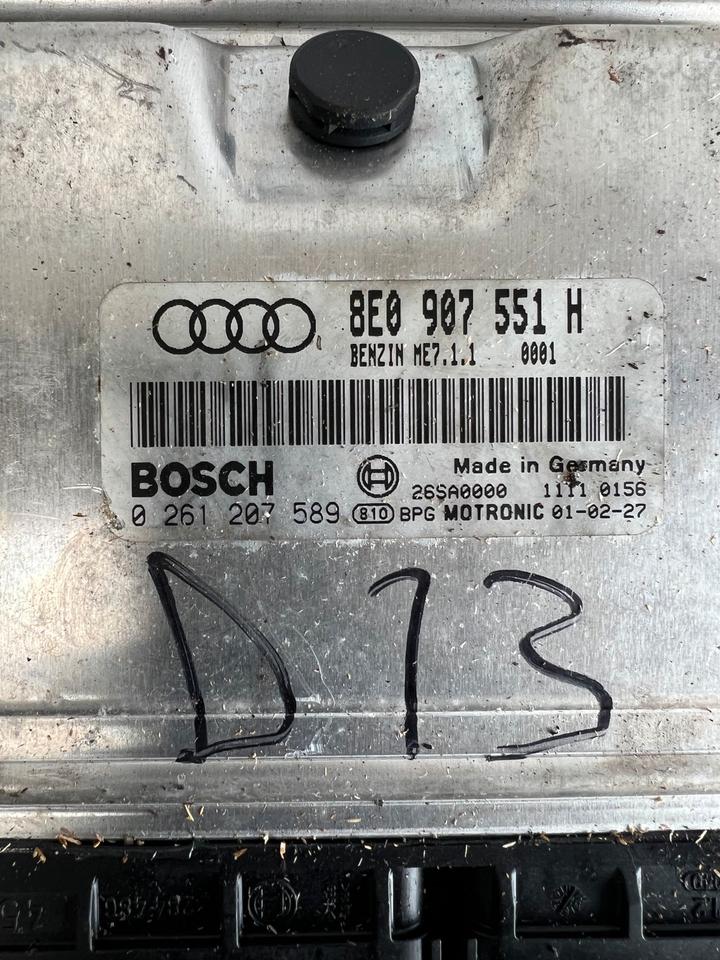 8E0 907 551 H
BENZIN ME7.1.1 0001
BOSCH
Made in Germany
26SA0000 1111 0156
0 261 207 589 810 BPG MOTRONIC 01-02-27
D13